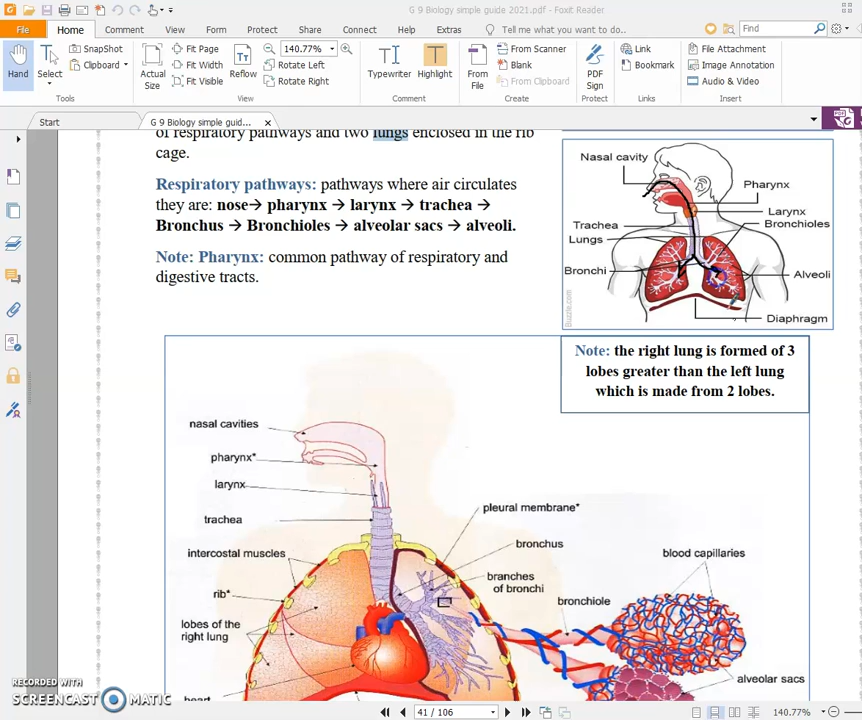 G 9 Biology simple guide 2021.pdf - Foxit Reader
File Home Comment View Form Protect Connect Help Extras Tell me what you want to do... Find
Hand
Select
SnapShot
Clipboard
Actual Size
Fit Page
Fit Width
Fit Visible
Reflow
140.77%
Rotate Left
Rotate Right
Typewriter
Highlight
From File
From Scanner
Blank
From Clipboard
PDF Sign
Link
Bookmark
File Attachment
Image Annotation
Audio & Video
Tools View Comment Create Protect Links Insert
Start G 9 Biology simple guid...
of respiratory pathways and two lungs enclosed in the rib
cage.
Respiratory pathways: pathways where air circulates
they are: nose→ pharynx → larynx → trachea →
Bronchus → Bronchioles → alveolar sacs → alveoli.
Note: Pharynx: common pathway of respiratory and
digestive tracts.
Nasal cavity
Pharynx
Larynx
Trachea
Bronchioles
Lungs
Bronchi
Alveoli
Diaphragm
Buzzle.com
Note: the right lung is formed of 3
lobes greater than the left lung
which is made from 2 lobes.
nasal cavities
pharynx*
larynx
trachea
intercostal muscles
rib*
lobes of the
right lung
heart
pleural membrane*
bronchus
branches
of bronchi
bronchiole
blood capillaries
alveolar sacs
RECORDED WITH
SCREENCAST MATIC
41 / 106
140.77%